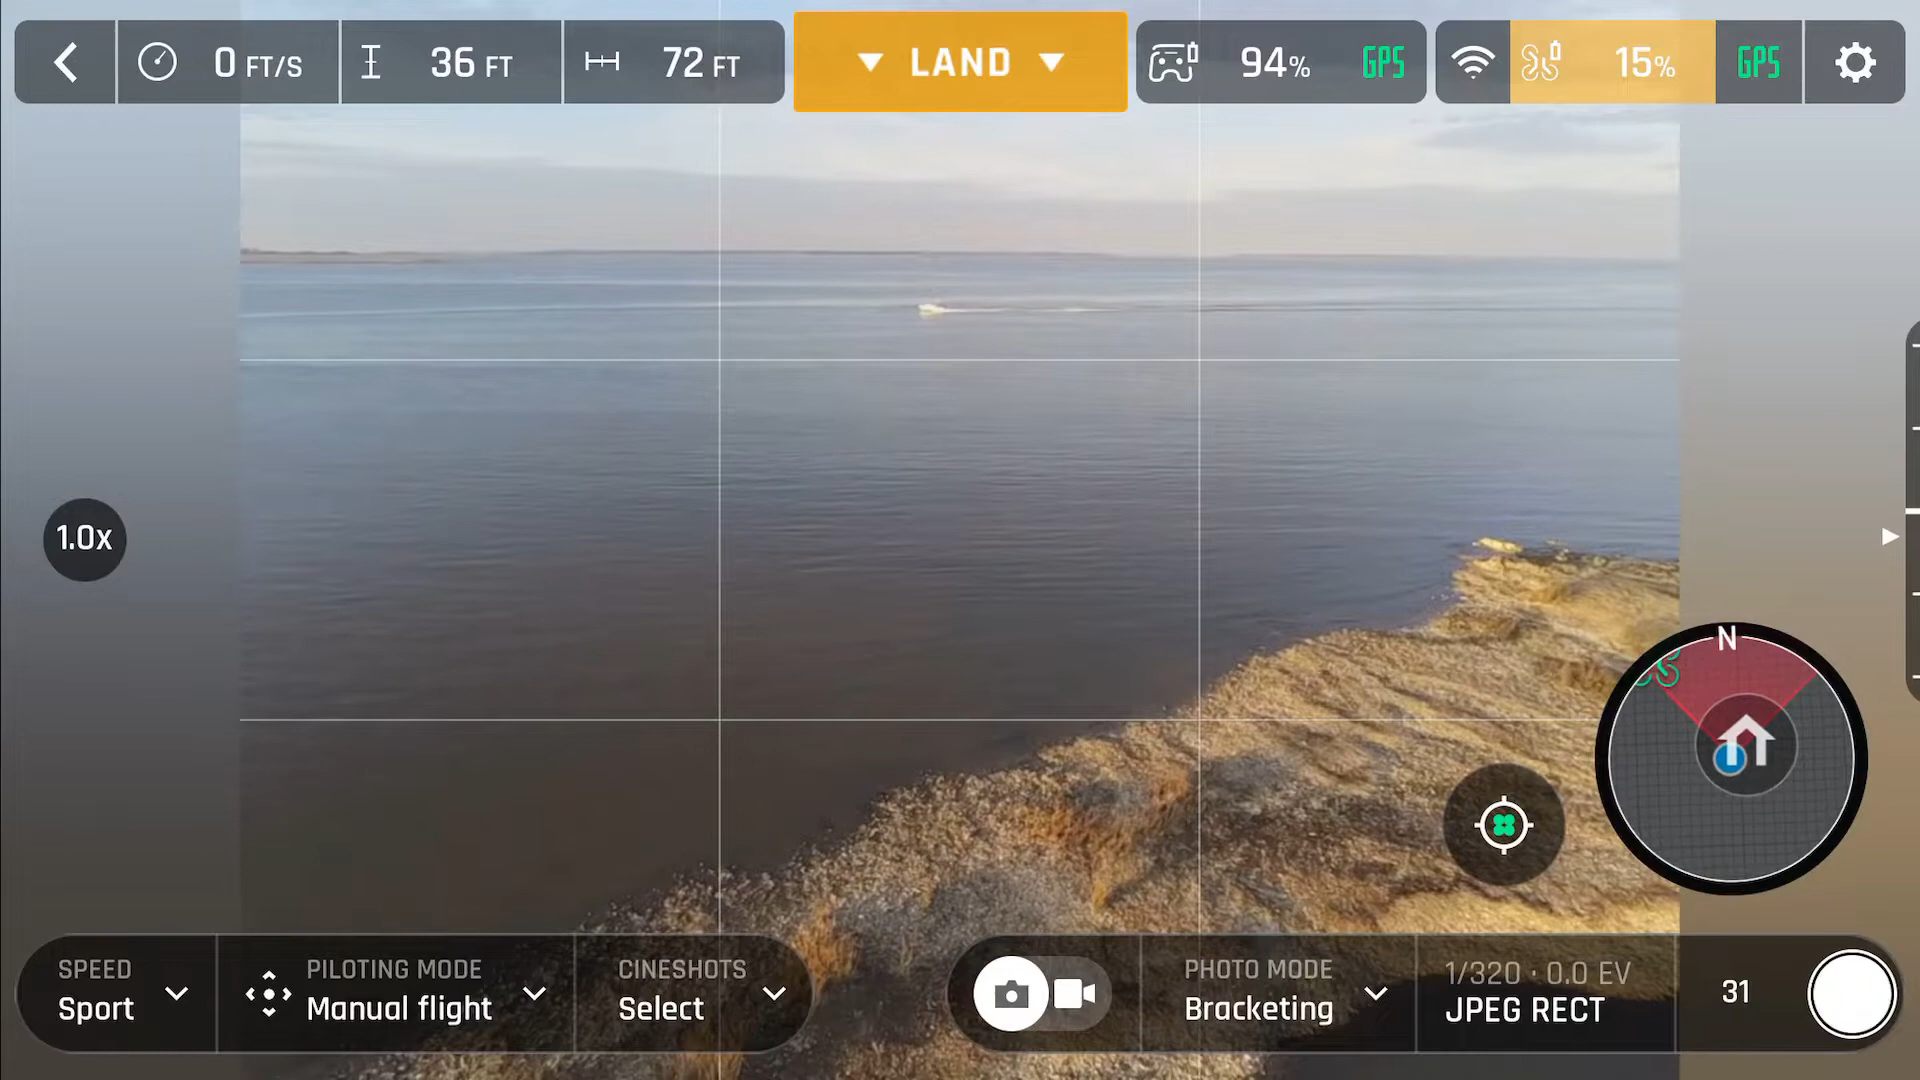 0 FT/S
36 FT
72 FT
LAND
94%
GPS
15%
GPS
1.0x
N
SPEED
Sport
PILOTING MODE
Manual flight
CINESHOTS
Select
PHOTO MODE
Bracketing
1/320 · 0.0 EV
JPEG RECT
31